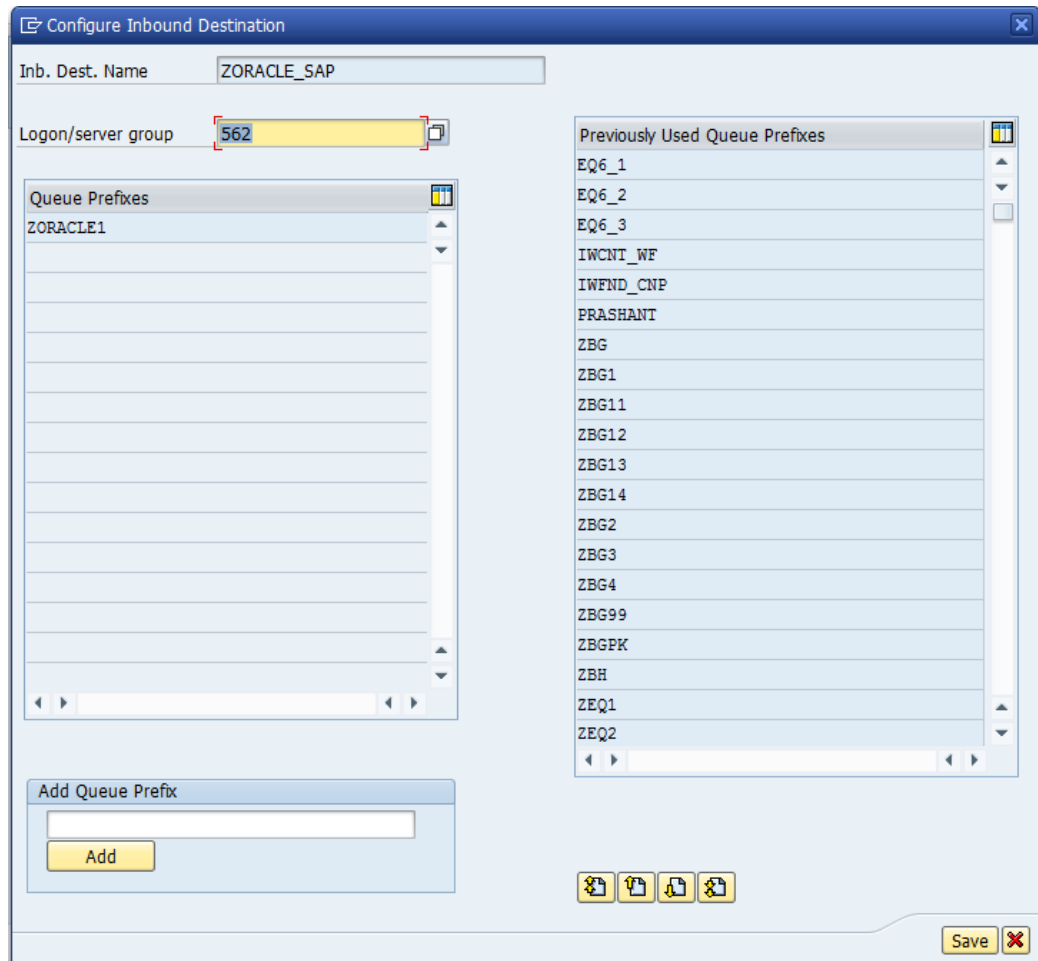 Configure Inbound Destination
Inb. Dest. Name ZORACLE_SAP
Logon/server group 562
Queue Prefixes
ZORACLE1
Add Queue Prefix
Add
Previously Used Queue Prefixes
EQ6_1
EQ6_2
EQ6_3
IWCNT_WF
IWFND_CNP
PRASHANT
ZBG
ZBG1
ZBG11
ZBG12
ZBG13
ZBG14
ZBG2
ZBG3
ZBG4
ZBG99
ZBGPK
ZBH
ZEQ1
ZEQ2
Save